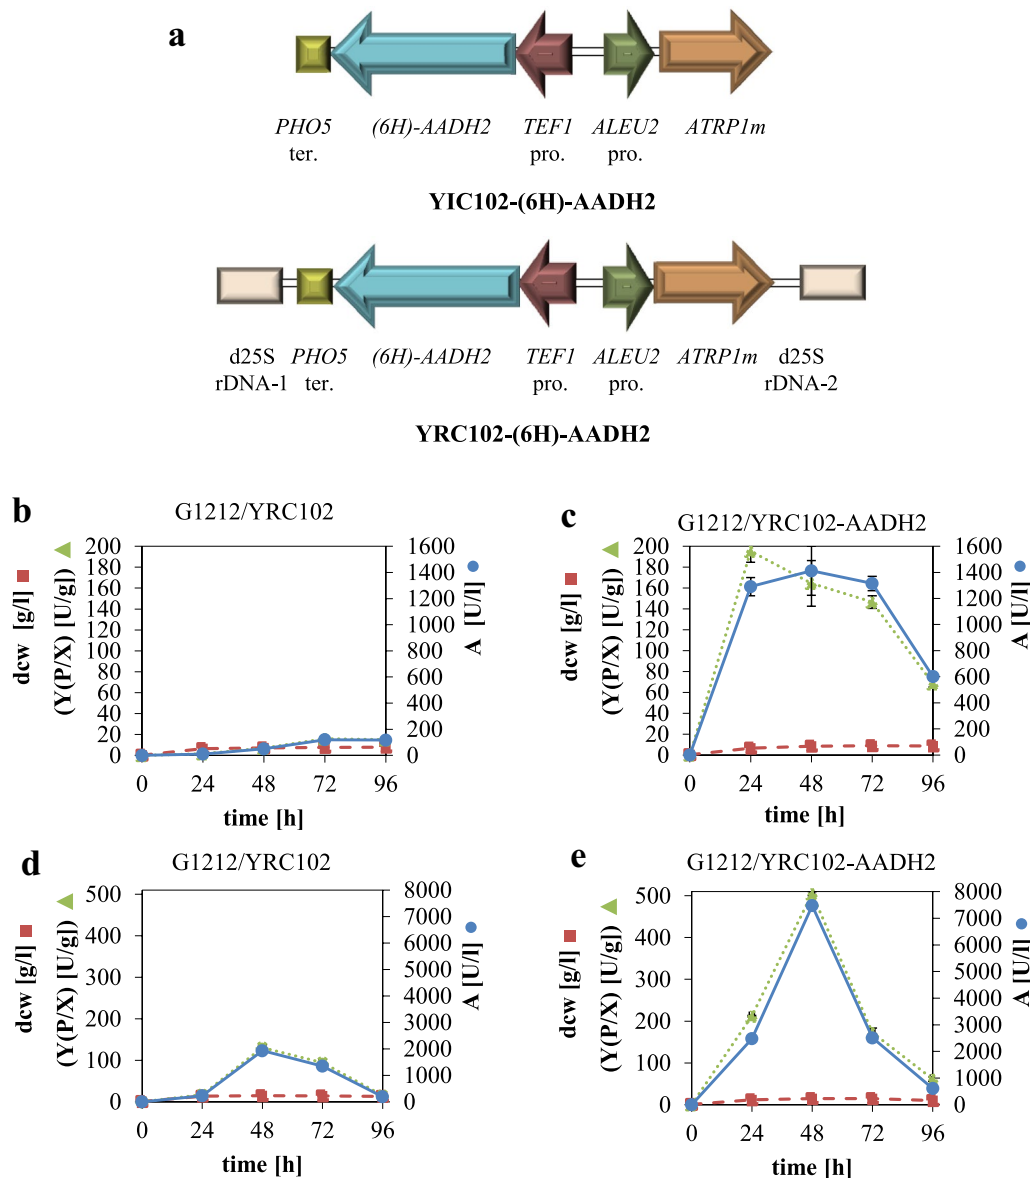 a
PHO5 (6H)-AADH2 TEF1 ALEU2 ATRP1m
ter. pro. pro.
YIC102-(6H)-AADH2
d25S PHO5 (6H)-AADH2 TEF1 ALEU2 ATRP1m d25S
rDNA-1 ter. pro. pro. rDNA-2
YRC102-(6H)-AADH2
b
G1212/YRC102
dcw [g/l]
(Y(P/X) [U/g])
200
180
160
140
120
100
80
60
40
20
0
1600
1400
1200
1000
800
600
400
200
0
A [U/l]
0 24 48 72 96
time [h]
c
G1212/YRC102-AADH2
dcw [g/l]
(Y(P/X) [U/g])
200
180
160
140
120
100
80
60
40
20
0
1600
1400
1200
1000
800
600
400
200
0
A [U/l]
0 24 48 72 96
time [h]
d
G1212/YRC102
dcw [g/l]
(Y(P/X) [U/g])
500
400
300
200
100
0
8000
7000
6000
5000
4000
3000
2000
1000
0
A [U/l]
0 24 48 72 96
time [h]
e
G1212/YRC102-AADH2
dcw [g/l]
(Y(P/X) [U/g])
500
400
300
200
100
0
8000
7000
6000
5000
4000
3000
2000
1000
0
A [U/l]
0 24 48 72 96
time [h]